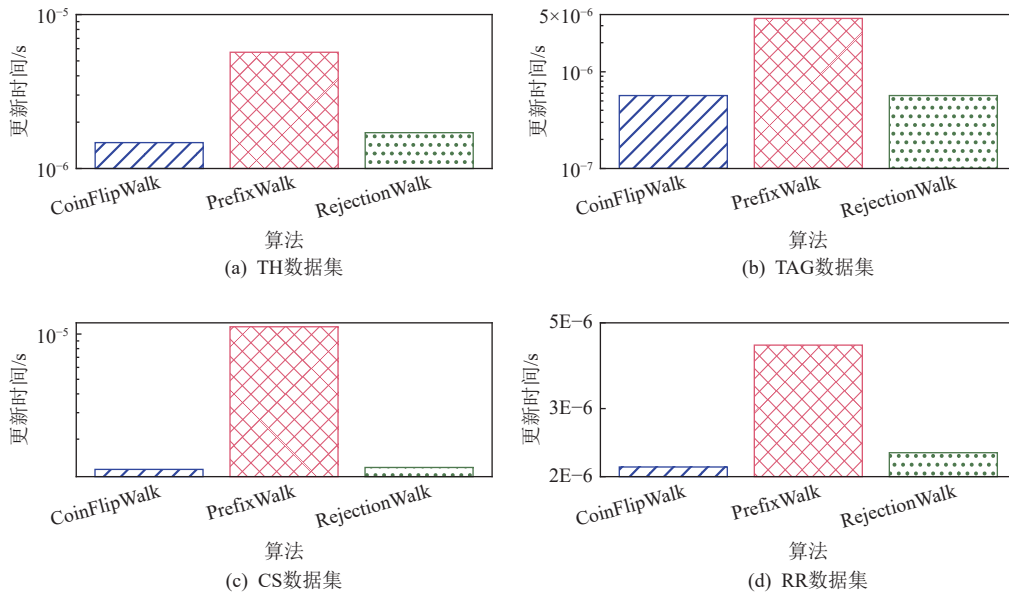 10⁻⁵
更新时间/s
10⁻⁶
CoinFlipWalk
PrefixWalk
RejectionWalk
算法
(a) TH数据集
5×10⁻⁶
更新时间/s
10⁻⁶
10⁻⁷
CoinFlipWalk
PrefixWalk
RejectionWalk
算法
(b) TAG数据集
10⁻⁵
更新时间/s
CoinFlipWalk
PrefixWalk
RejectionWalk
算法
(c) CS数据集
5E−6
更新时间/s
3E−6
2E−6
CoinFlipWalk
PrefixWalk
RejectionWalk
算法
(d) RR数据集